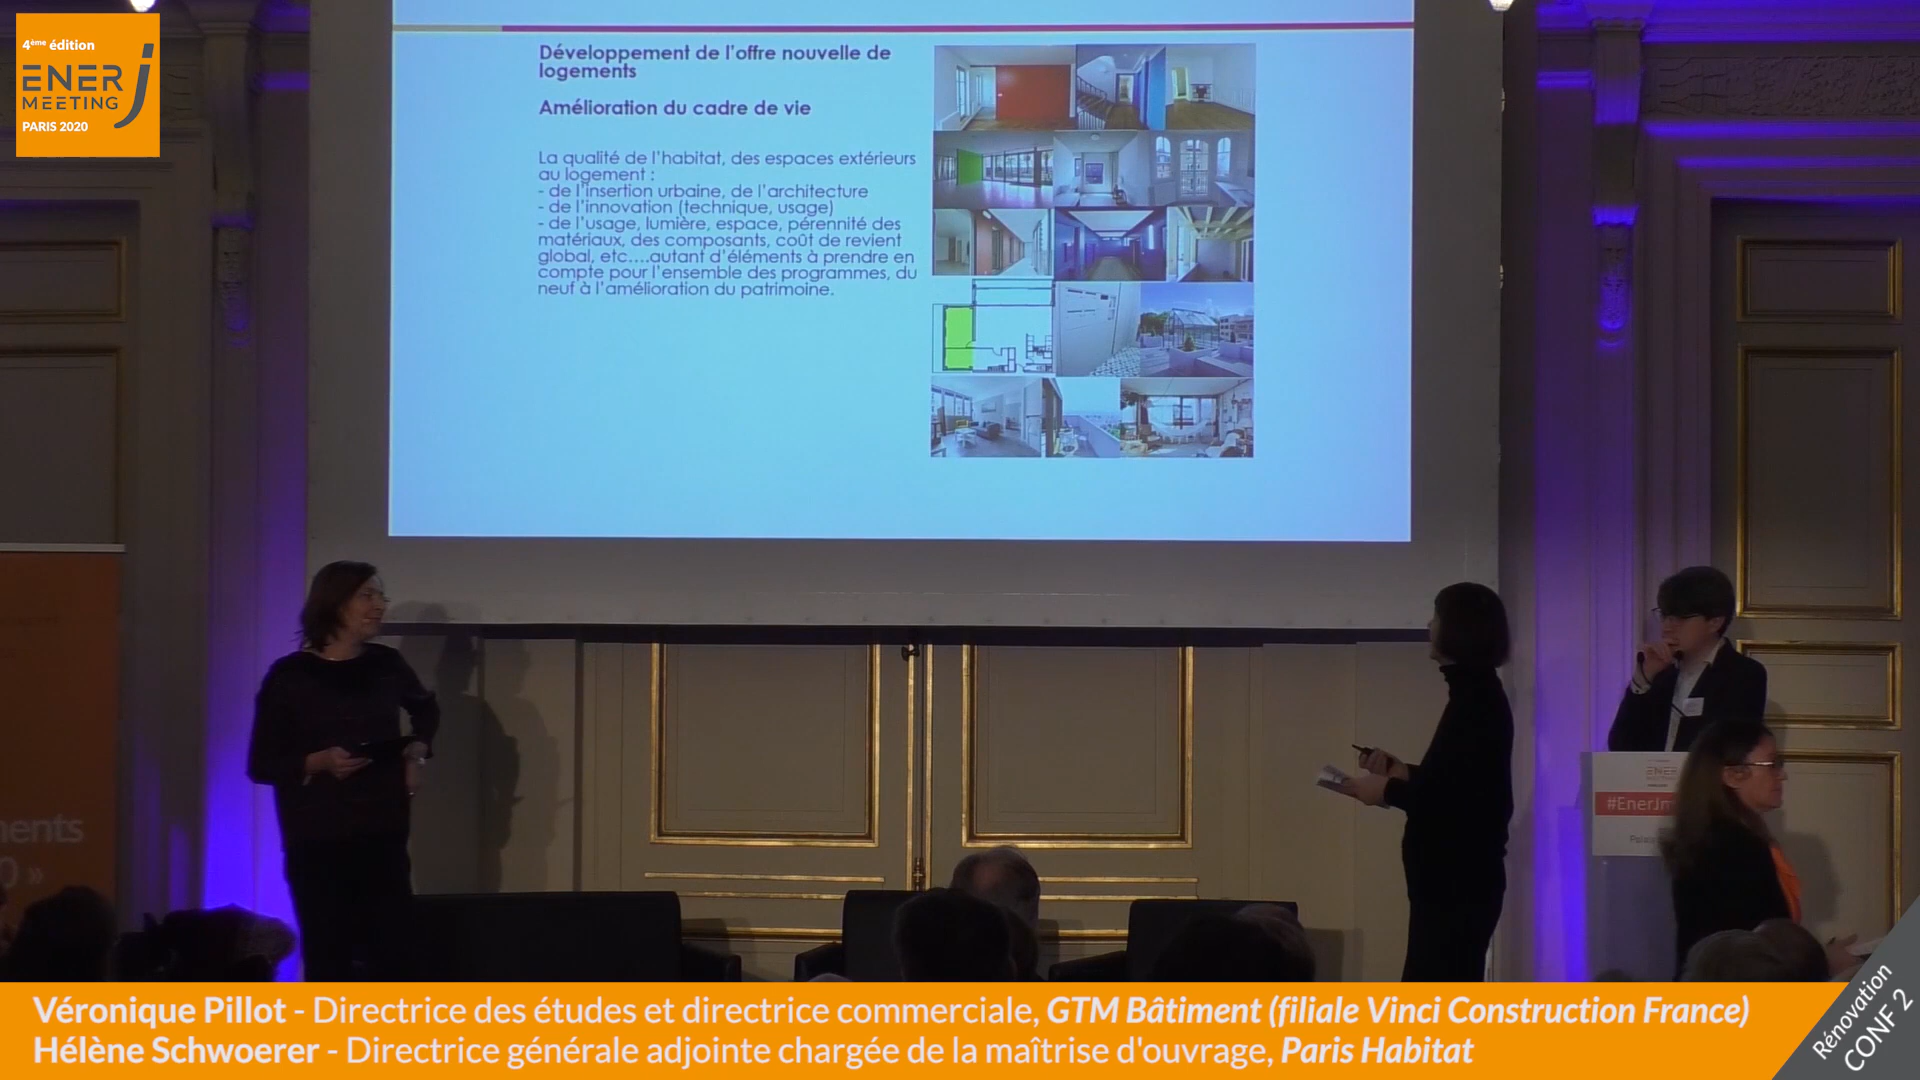 4ème édition
ENERJ
MEETING
PARIS 2020
Développement de l'offre nouvelle de
logements
Amélioration du cadre de vie
La qualité de l'habitat, des espaces extérieurs
au logement :
- de l'insertion urbaine, de l'architecture
- de l'innovation (technique, usage)
- de l'usage, lumière, espace, pérennité des
matériaux, des composants, coût de revient
global, etc....autant d'éléments à prendre en
compte pour l'ensemble des programmes, du
neuf à l'amélioration du patrimoine.
ENER
#EnerJm
ments
0 »
Véronique Pillot - Directrice des études et directrice commerciale, GTM Bâtiment (filiale Vinci Construction France)
Hélène Schwoerer - Directrice générale adjointe chargée de la maîtrise d'ouvrage, Paris Habitat
Rénovation
CONF 2